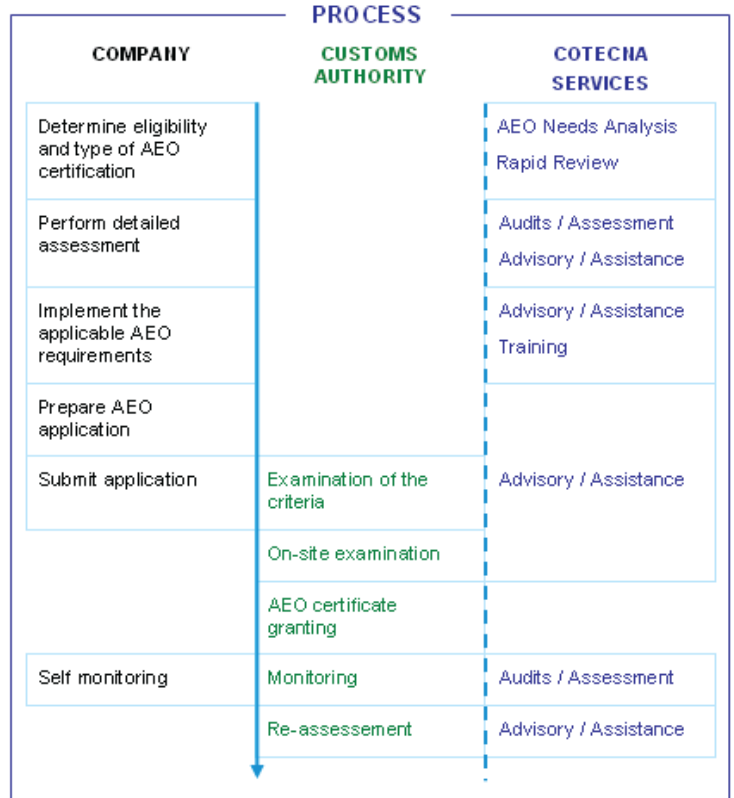 PROCESS
COMPANY
CUSTOMS
AUTHORITY
COTECNA
SERVICES
Determine eligibility
and type of AEO
certification
AEO Needs Analysis
Rapid Review
Perform detailed
assessment
Audits / Assessment
Advisory / Assistance
Implement the
applicable AEO
requirements
Advisory / Assistance
Training
Prepare AEO
application
Submit application
Examination of the
criteria
Advisory / Assistance
On-site examination
AEO certificate
granting
Self monitoring
Monitoring
Audits / Assessment
Re-assessement
Advisory / Assistance